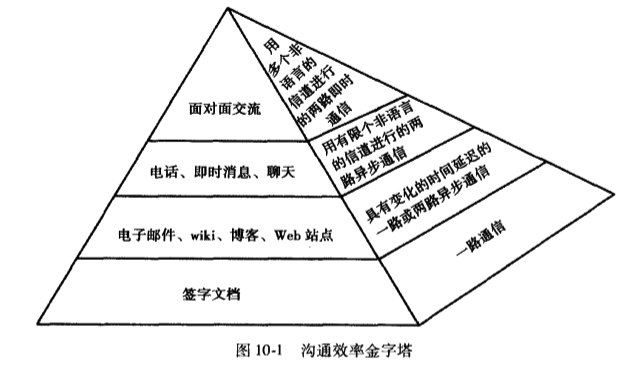 用
多个非
语言的
信道进行
的两路即时
通信
面对面交流
用有限个非语言
的信道进行的两
路异步通信
电话、即时消息、聊天
具有变化的时间延迟的
一路或两路异步通信
电子邮件、wiki、博客、Web 站点
一路通信
签字文档
图 10-1 沟通效率金字塔